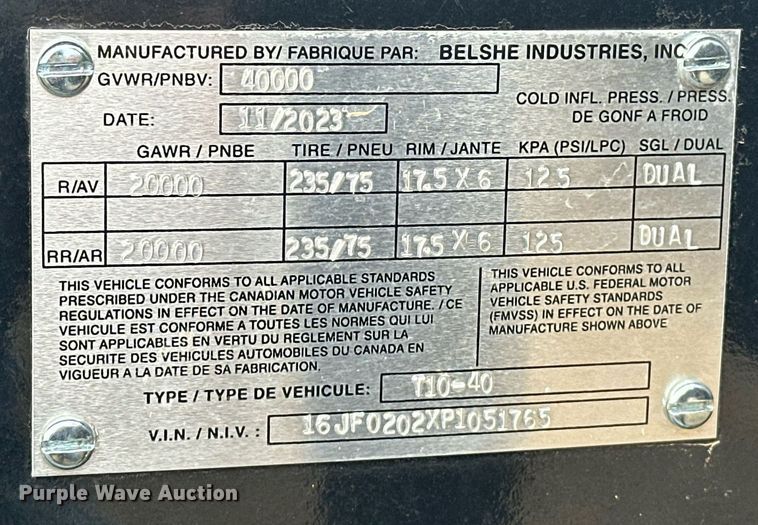 MANUFACTURED BY/ FABRIQUE PAR: BELSHE INDUSTRIES, INC
GVWR/PNBV: 40000
COLD INFL. PRESS. / PRESS.
DE GONF A FROID
DATE: 11/2023
GAWR / PNBE TIRE / PNEU RIM / JANTE KPA (PSI/LPC) SGL / DUAL
R/AV 20000 235/75 17.5 X 6 125 DUAL
RR/AR 20000 235/75 17.5 X 6 125 DUAL
THIS VEHICLE CONFORMS TO ALL APPLICABLE STANDARDS
PRESCRIBED UNDER THE CANADIAN MOTOR VEHICLE SAFETY
REGULATIONS IN EFFECT ON THE DATE OF MANUFACTURE. / CE
VEHICULE EST CONFORME A TOUTES LES NORMES QUI LUI
SONT APPLICABLES EN VERTU DU REGLEMENT SUR LA
SECURITE DES VEHICULES AUTOMOBILES DU CANADA EN
VIGUEUR A LA DATE DE SA FABRICATION.
THIS VEHICLE CONFORMS TO ALL
APPLICABLE U.S. FEDERAL MOTOR
VEHICLE SAFETY STANDARDS
(FMVSS) IN EFFECT ON THE DATE OF
MANUFACTURE SHOWN ABOVE
TYPE / TYPE DE VEHICULE: T10-40
V.I.N. / N.I.V. : 16JF0202XP1051765
Purple Wave Auction